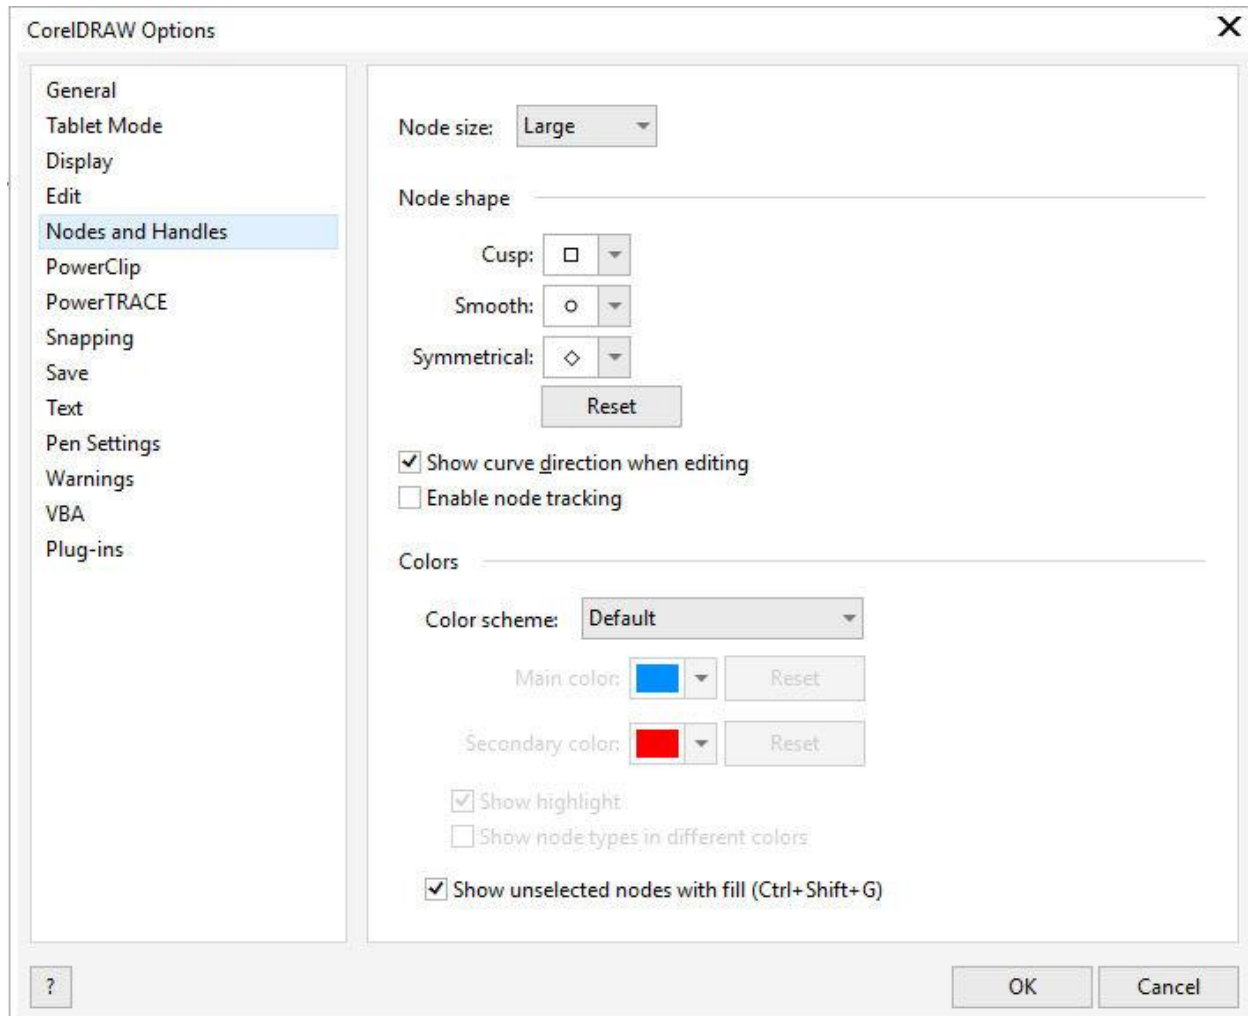 CorelDRAW Options
General
Tablet Mode
Display
Edit
Nodes and Handles
PowerClip
PowerTRACE
Snapping
Save
Text
Pen Settings
Warnings
VBA
Plug-ins
Node size: Large
Node shape
Cusp:
Smooth:
Symmetrical:
Reset
Show curve direction when editing
Enable node tracking
Colors
Color scheme: Default
Main color: Reset
Secondary color: Reset
Show highlight
Show node types in different colors
Show unselected nodes with fill (Ctrl+Shift+G)
? OK Cancel